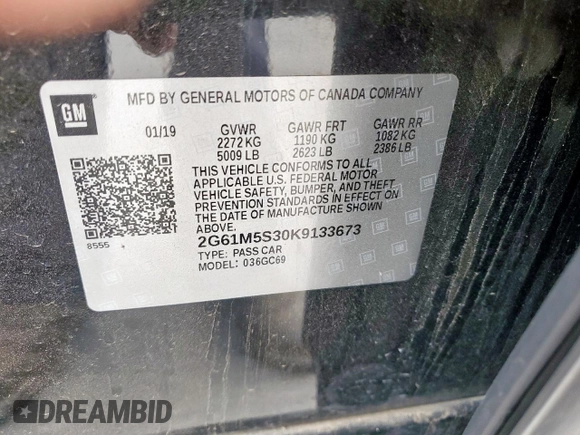 GM
MFD BY GENERAL MOTORS OF CANADA COMPANY
01/19 GVWR GAWR FRT GAWR RR
2272 KG 1190 KG 1082 KG
5009 LB 2623 LB 2386 LB
THIS VEHICLE CONFORMS TO ALL
APPLICABLE U.S. FEDERAL MOTOR
VEHICLE SAFETY, BUMPER, AND THEFT
PREVENTION STANDARDS IN EFFECT ON
THE DATE OF MANUFACTURE SHOWN
ABOVE.
8555
2G61M5S30K9133673
TYPE: PASS CAR
MODEL: 036GC69
DREAMBID